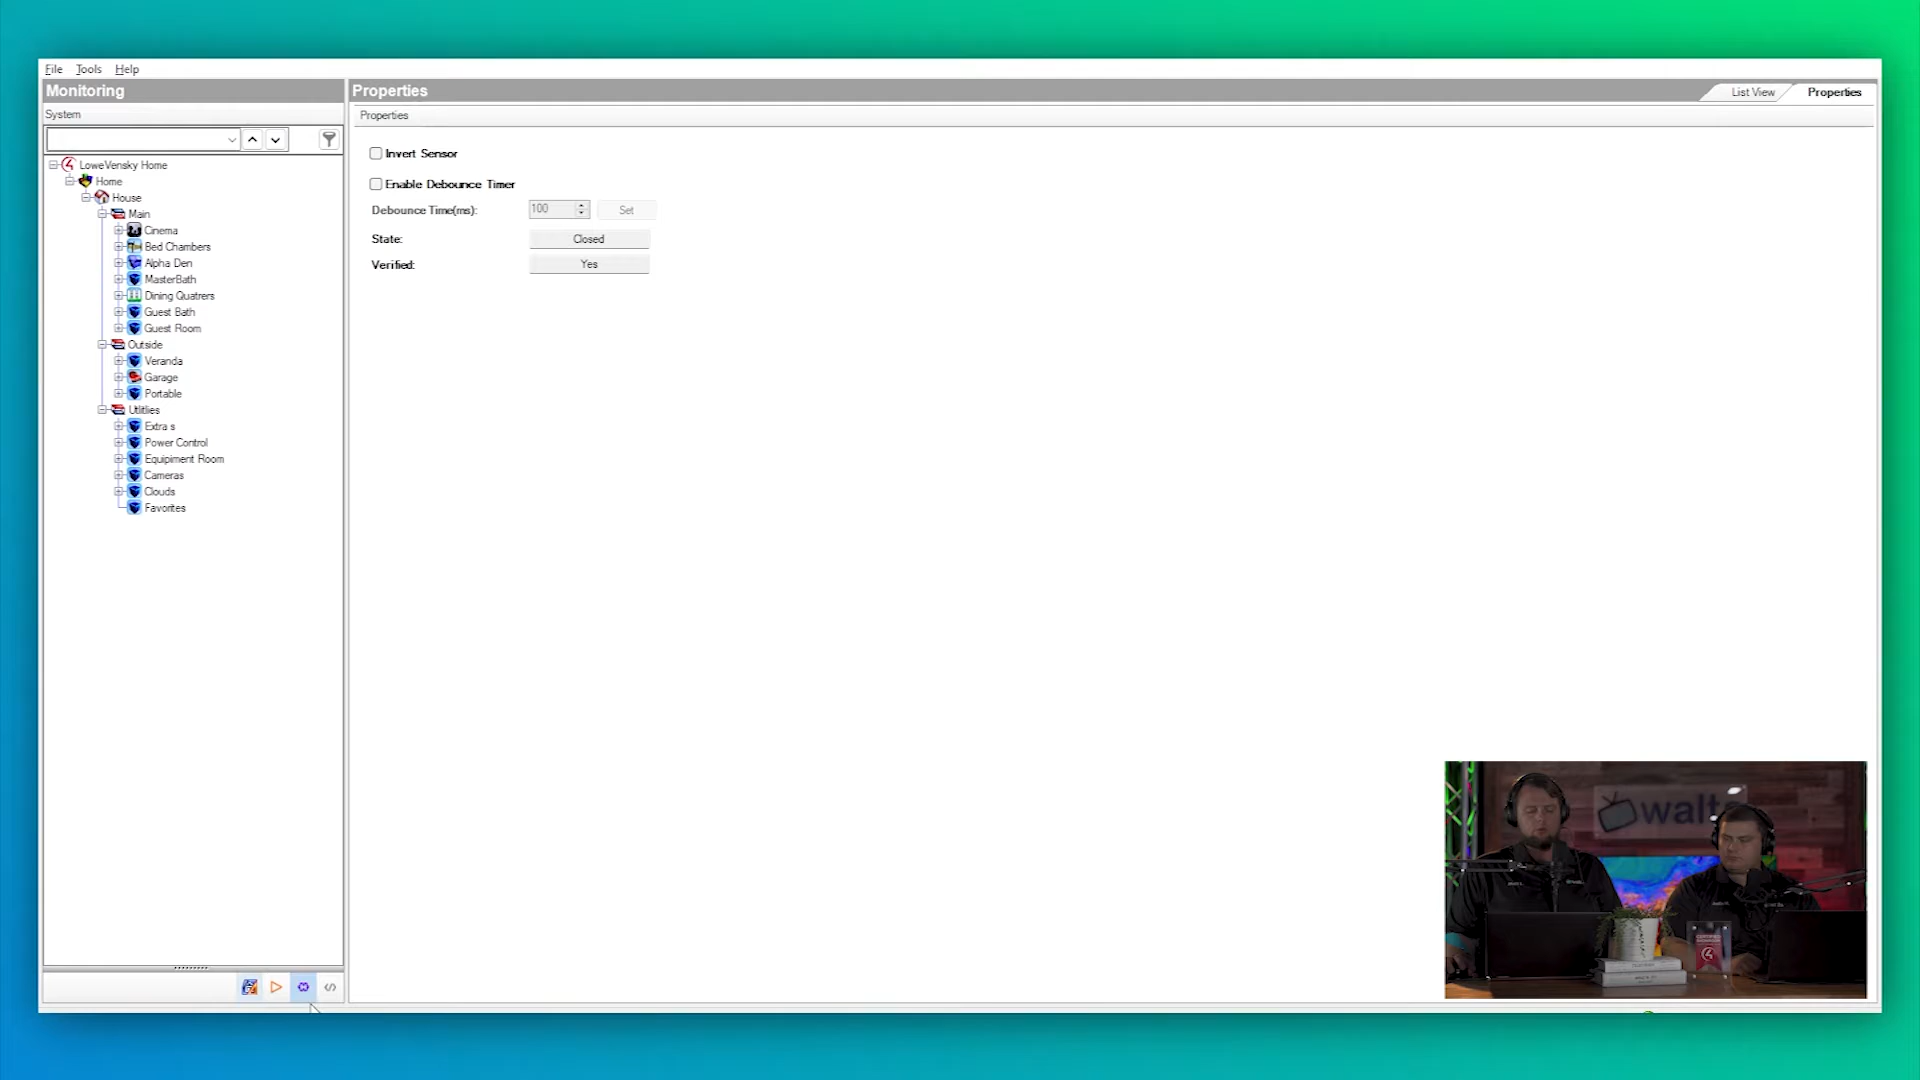 File Tools Help
Monitoring
Properties
List View
Properties
System
Properties
LoweVensky Home
Home
House
Main
Cinema
Bed Chambers
Alpha Den
MasterBath
Dining Quatrers
Guest Bath
Guest Room
Outside
Veranda
Garage
Portable
Utitlies
Extra s
Power Control
Equipiment Room
Cameras
Clouds
Favorites
Invert Sensor
Enable Debounce Timer
Debounce Time(ms): 100 Set
State: Closed
Verified: Yes